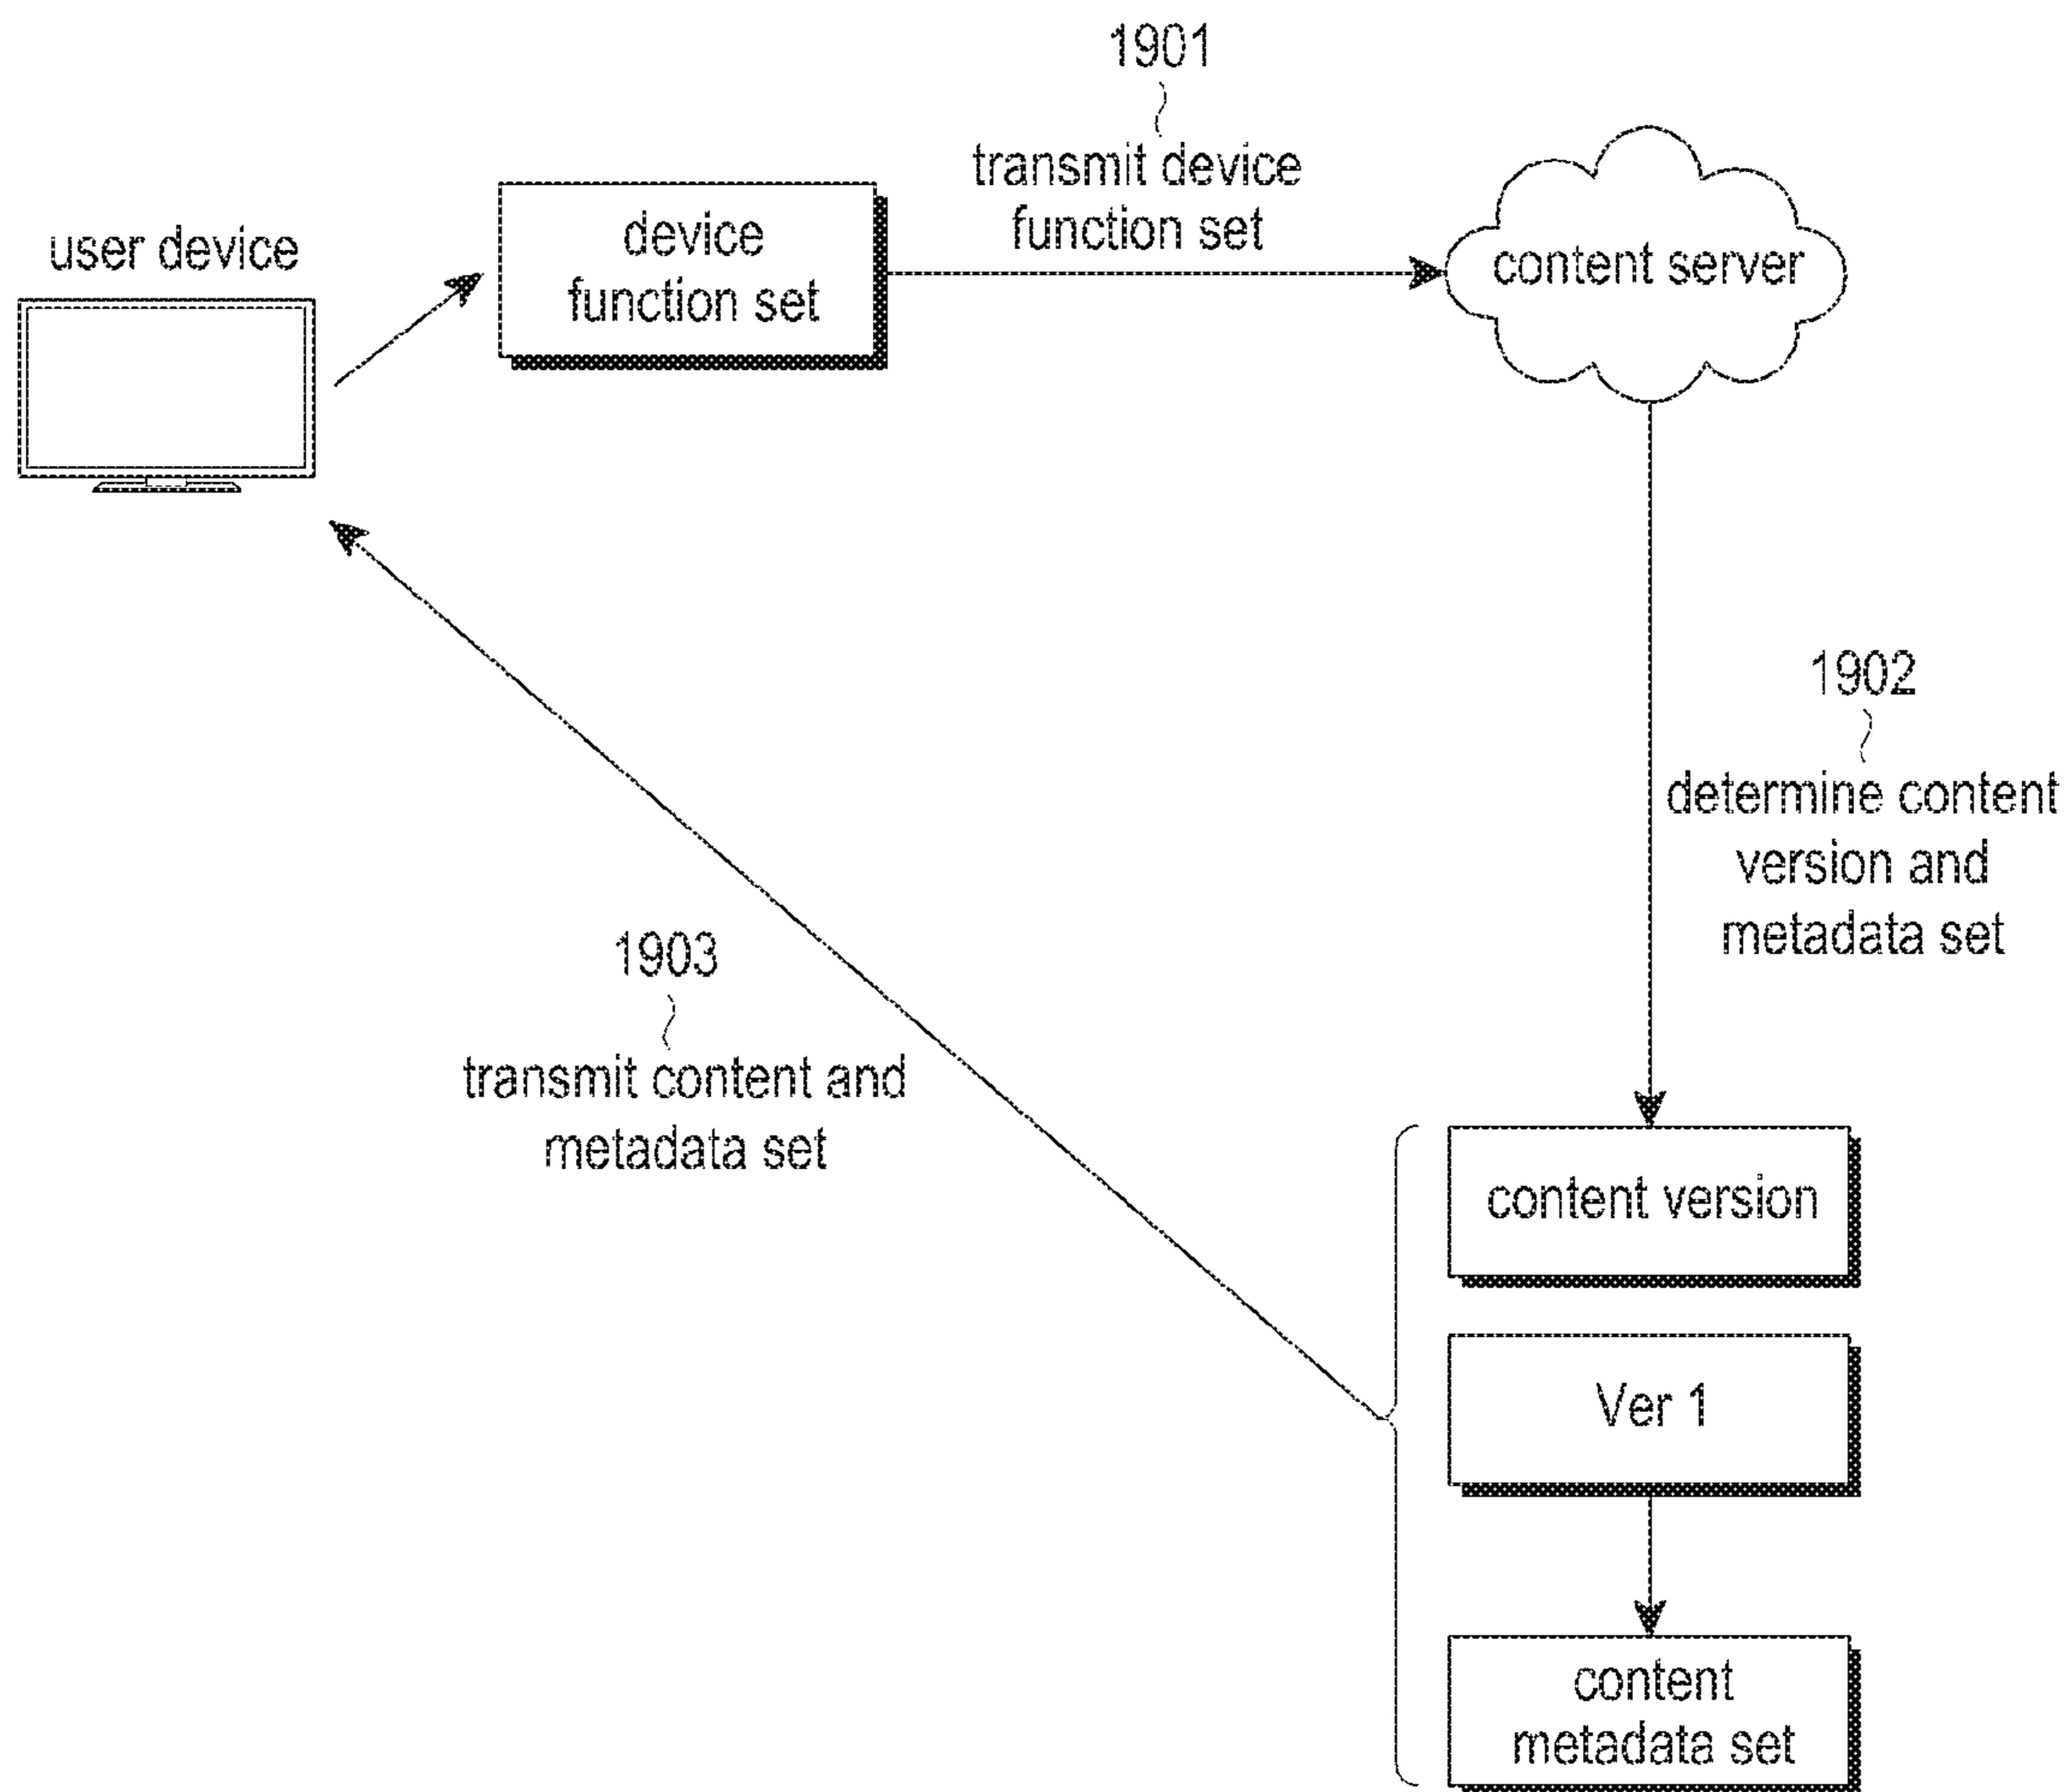 1901
transmit device
function set
user device
device
function set
content server
1902
determine content
version and
metadata set
1903
transmit content and
metadata set
content version
Ver 1
content
metadata set